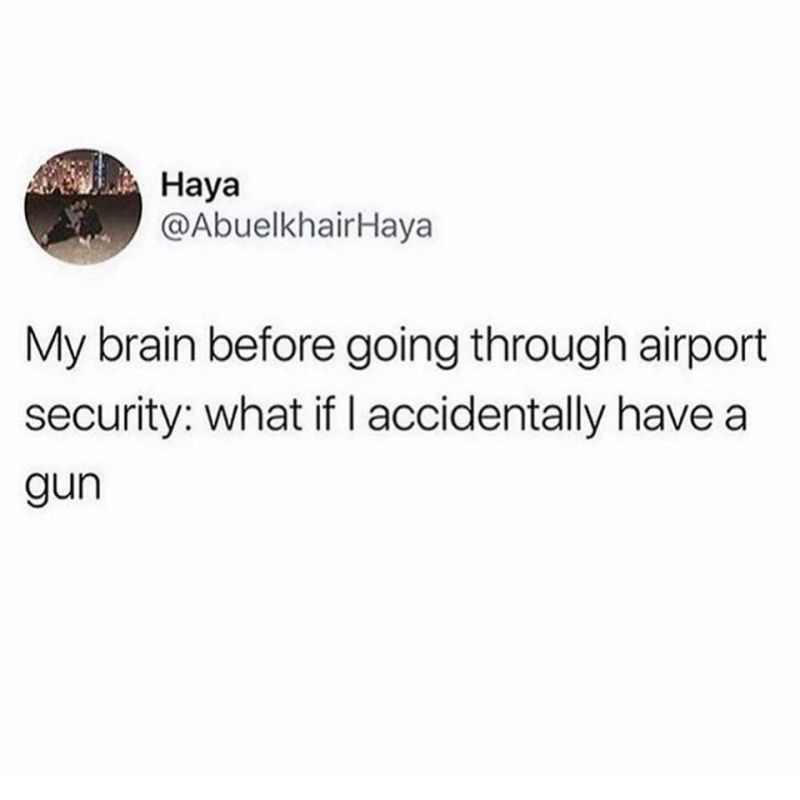 Haya
@AbuelkhairHaya
My brain before going through airport
security: what if I accidentally have a
gun